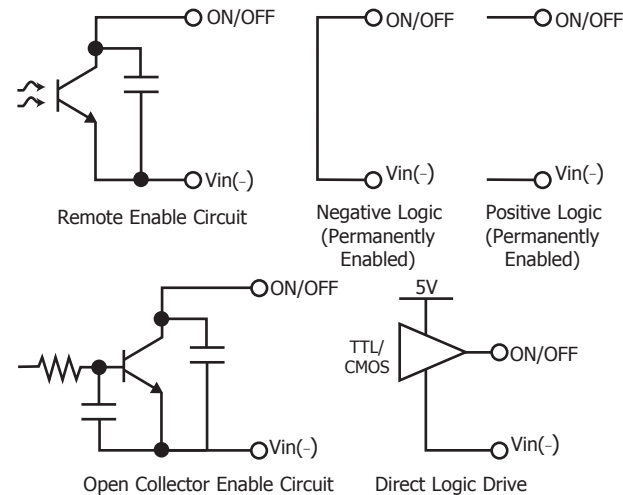 ON/OFF
Vin(-)
Remote Enable Circuit
ON/OFF
Vin(-)
Negative Logic
(Permanently
Enabled)
ON/OFF
Vin(-)
Positive Logic
(Permanently
Enabled)
ON/OFF
Vin(-)
Open Collector Enable Circuit
5V
TTL/
CMOS
ON/OFF
Vin(-)
Direct Logic Drive